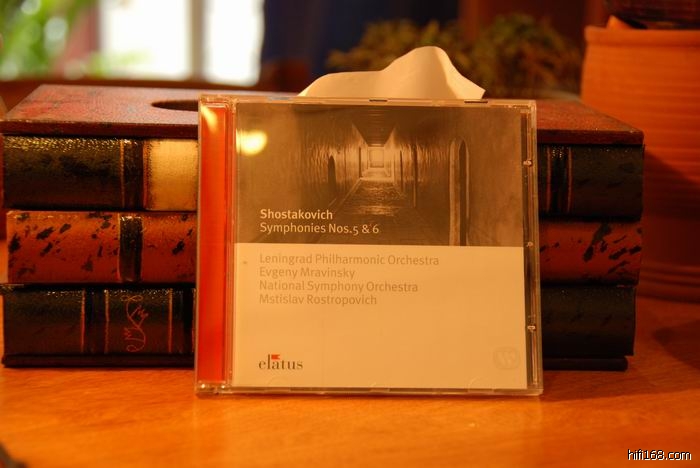 Shostakovich
Symphonies Nos.5 & 6
Leningrad Philharmonic Orchestra
Evgeny Mravinsky
National Symphony Orchestra
Mstislav Rostropovich
elatus
hifi168.com